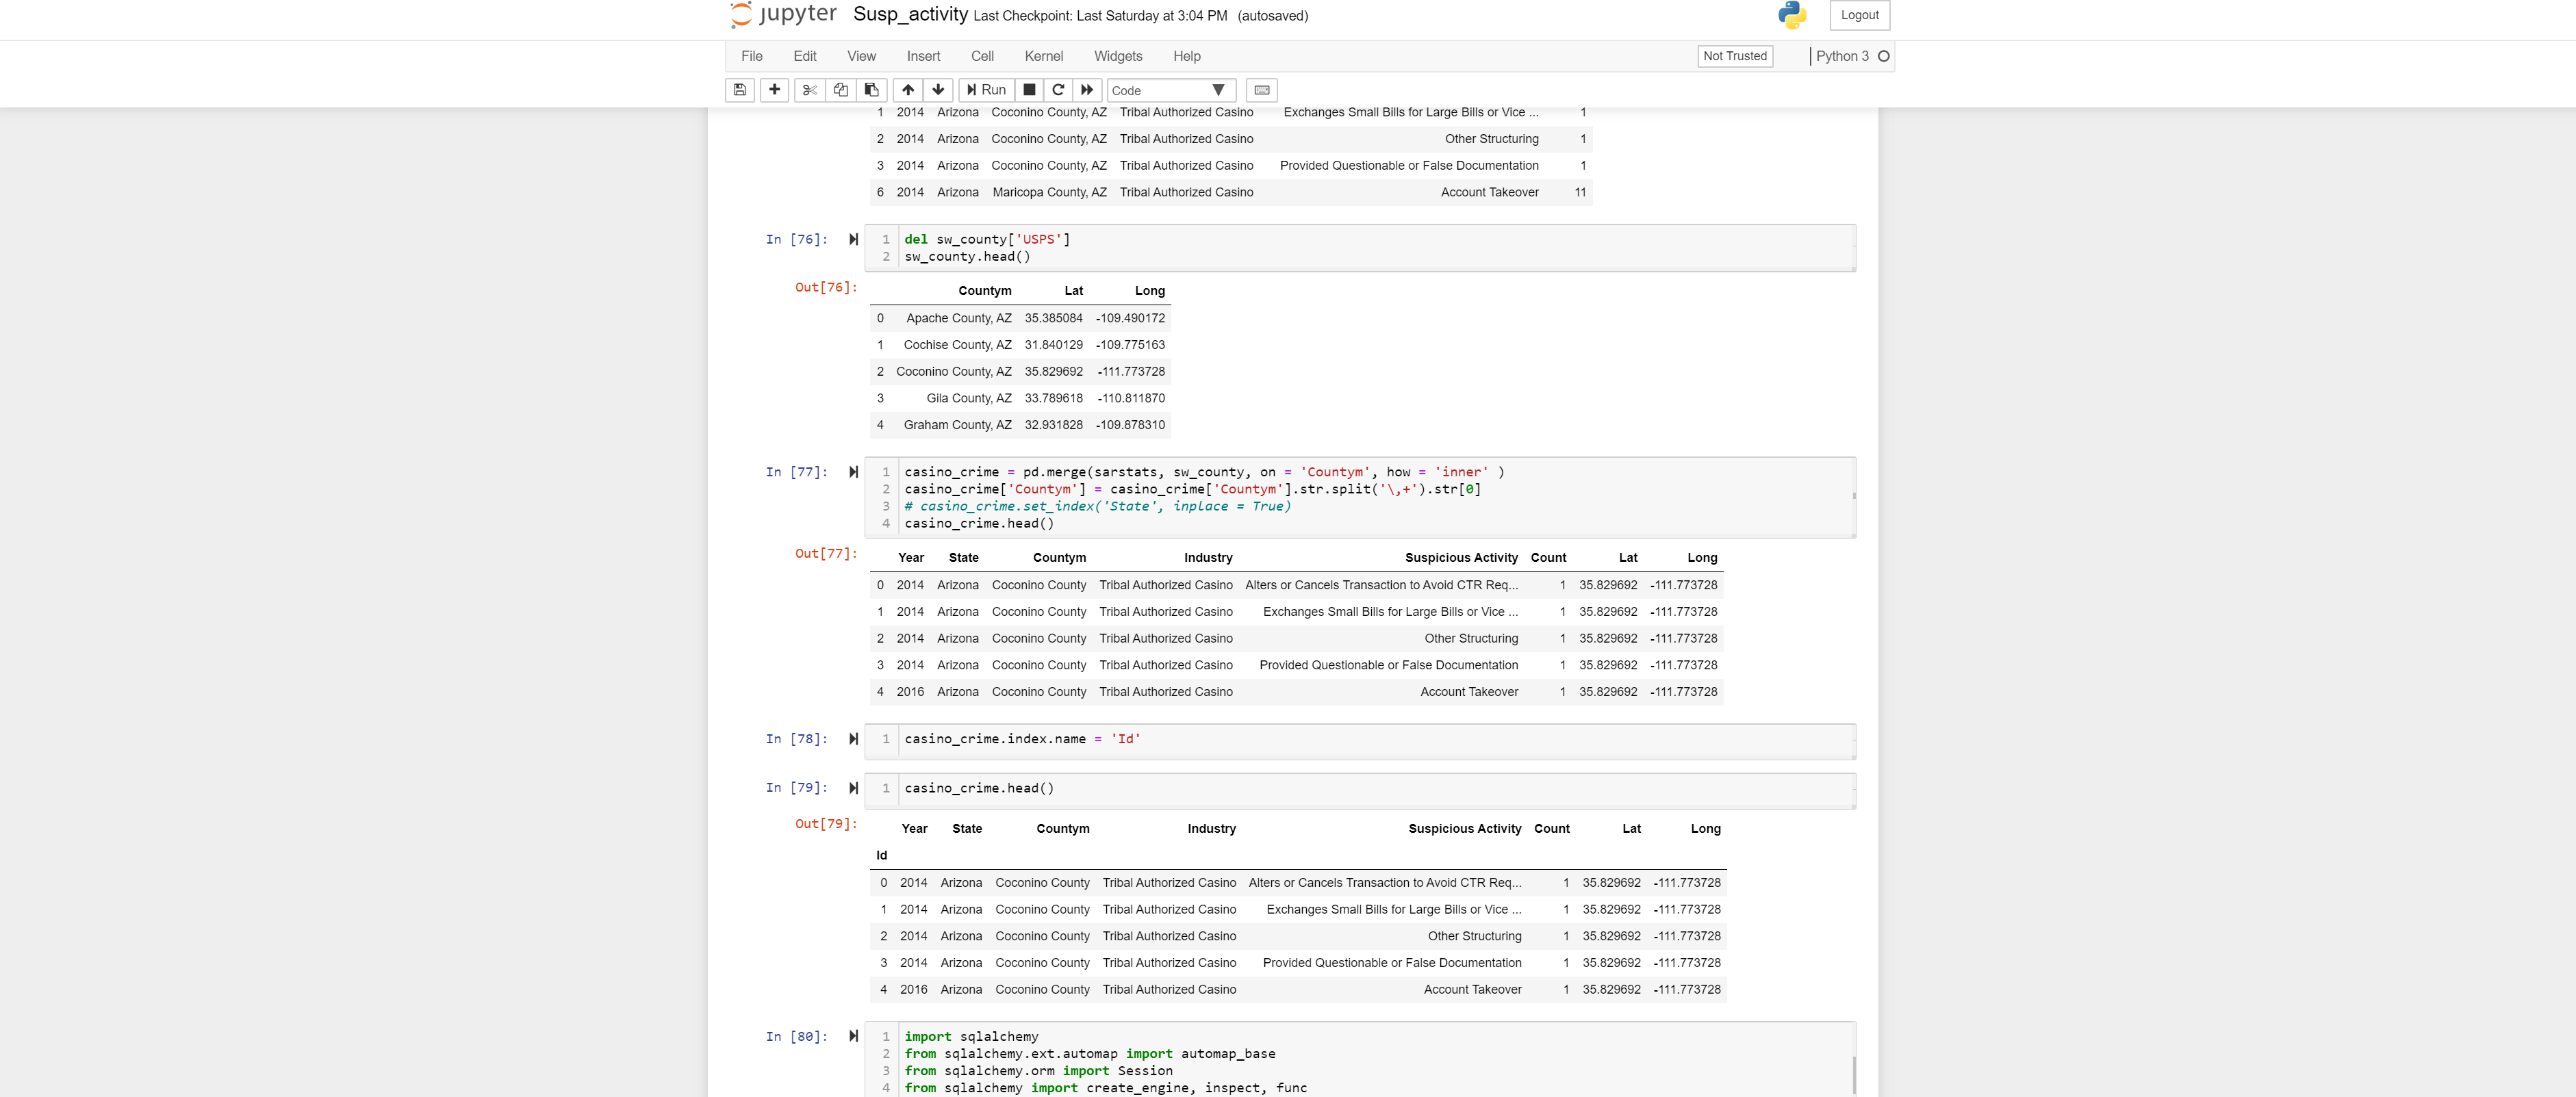 jupyter Susp_activity Last Checkpoint: Last Saturday at 3:04 PM (autosaved) Logout
File Edit View Insert Cell Kernel Widgets Help Not Trusted Python 3
Run Code
1 2014 Arizona Coconino County, AZ Tribal Authorized Casino Exchanges Small Bills for Large Bills or Vice ... 1
2 2014 Arizona Coconino County, AZ Tribal Authorized Casino Other Structuring 1
3 2014 Arizona Coconino County, AZ Tribal Authorized Casino Provided Questionable or False Documentation 1
6 2014 Arizona Maricopa County, AZ Tribal Authorized Casino Account Takeover 11
In [76]: 1 del sw_county['USPS']
2 sw_county.head()
Out[76]: Countym Lat Long
0 Apache County, AZ 35.385084 -109.490172
1 Cochise County, AZ 31.840129 -109.775163
2 Coconino County, AZ 35.829692 -111.773728
3 Gila County, AZ 33.789618 -110.811870
4 Graham County, AZ 32.931828 -109.878310
In [77]: 1 casino_crime = pd.merge(sarstats, sw_county, on = 'Countym', how = 'inner' )
2 casino_crime['Countym'] = casino_crime['Countym'].str.split('\,+').str[0]
3 # casino_crime.set_index('State', inplace = True)
4 casino_crime.head()
Out[77]: Year State Countym Industry Suspicious Activity Count Lat Long
0 2014 Arizona Coconino County Tribal Authorized Casino Alters or Cancels Transaction to Avoid CTR Req... 1 35.829692 -111.773728
1 2014 Arizona Coconino County Tribal Authorized Casino Exchanges Small Bills for Large Bills or Vice ... 1 35.829692 -111.773728
2 2014 Arizona Coconino County Tribal Authorized Casino Other Structuring 1 35.829692 -111.773728
3 2014 Arizona Coconino County Tribal Authorized Casino Provided Questionable or False Documentation 1 35.829692 -111.773728
4 2016 Arizona Coconino County Tribal Authorized Casino Account Takeover 1 35.829692 -111.773728
In [78]: 1 casino_crime.index.name = 'Id'
In [79]: 1 casino_crime.head()
Out[79]: Year State Countym Industry Suspicious Activity Count Lat Long
Id
0 2014 Arizona Coconino County Tribal Authorized Casino Alters or Cancels Transaction to Avoid CTR Req... 1 35.829692 -111.773728
1 2014 Arizona Coconino County Tribal Authorized Casino Exchanges Small Bills for Large Bills or Vice ... 1 35.829692 -111.773728
2 2014 Arizona Coconino County Tribal Authorized Casino Other Structuring 1 35.829692 -111.773728
3 2014 Arizona Coconino County Tribal Authorized Casino Provided Questionable or False Documentation 1 35.829692 -111.773728
4 2016 Arizona Coconino County Tribal Authorized Casino Account Takeover 1 35.829692 -111.773728
In [80]: 1 import sqlalchemy
2 from sqlalchemy.ext.automap import automap_base
3 from sqlalchemy.orm import Session
4 from sqlalchemy import create_engine, inspect, func